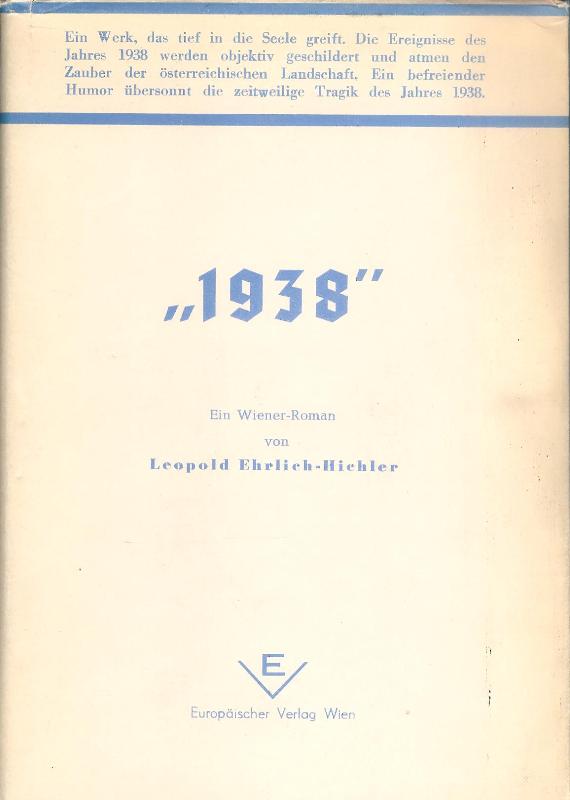 Ein Werk, das tief in die Seele greift. Die Ereignisse des
Jahres 1938 werden objektiv geschildert und atmen den
Zauber der österreichischen Landschaft. Ein befreiender
Humor übersonnt die zeitweilige Tragik des Jahres 1938.
„1938”
Ein Wiener-Roman
von
Leopold Ehrlich-Hichler
E
Europäischer Verlag Wien